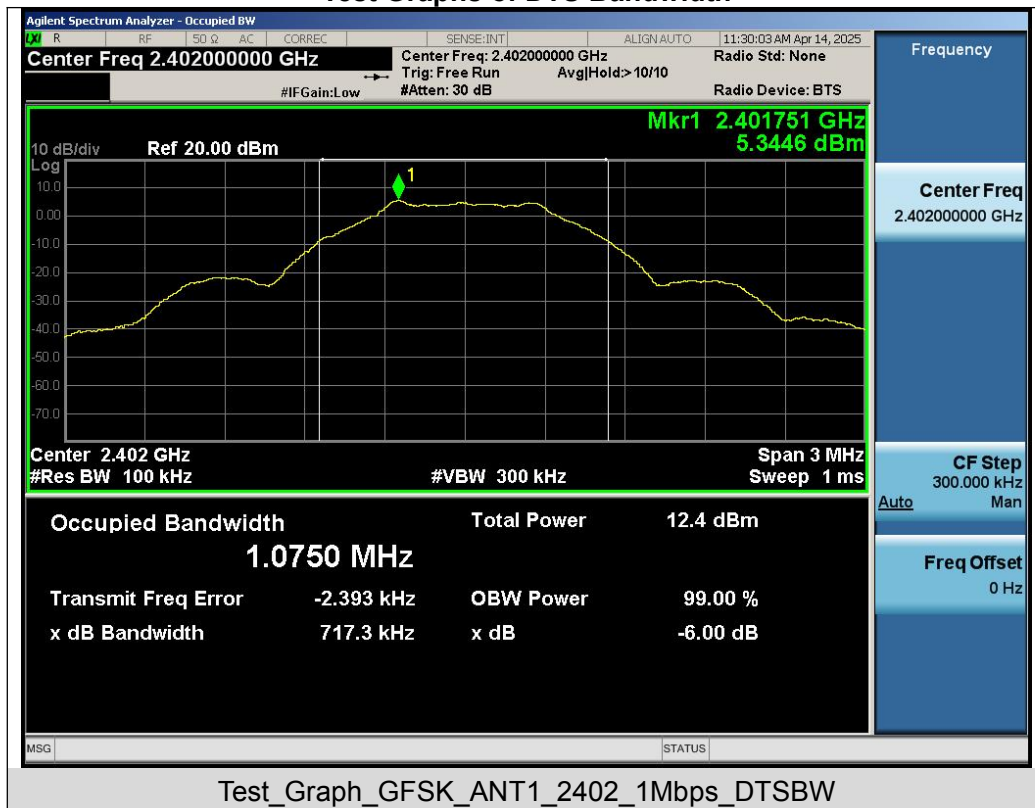 Test Graphs of DTS Bandwidth
Agilent Spectrum Analyzer - Occupied BW
LXI R RF 50 Ω AC CORREC SENSE:INT ALIGN AUTO 11:30:03 AM Apr 14, 2025
Center Freq 2.402000000 GHz Center Freq: 2.402000000 GHz Radio Std: None
Trig: Free Run Avg|Hold:>10/10
#IFGain:Low #Atten: 30 dB Radio Device: BTS
Mkr1 2.401751 GHz
10 dB/div Ref 20.00 dBm 5.3446 dBm
Log
10.0
0.00
-10.0
-20.0
-30.0
-40.0
-50.0
-60.0
-70.0
1
Center 2.402 GHz Span 3 MHz
#Res BW 100 kHz #VBW 300 kHz Sweep 1 ms
Occupied Bandwidth Total Power 12.4 dBm
1.0750 MHz
Transmit Freq Error -2.393 kHz OBW Power 99.00 %
x dB Bandwidth 717.3 kHz x dB -6.00 dB
MSG STATUS
Frequency
Center Freq
2.402000000 GHz
CF Step
300.000 kHz
Auto Man
Freq Offset
0 Hz
Test_Graph_GFSK_ANT1_2402_1Mbps_DTSBW